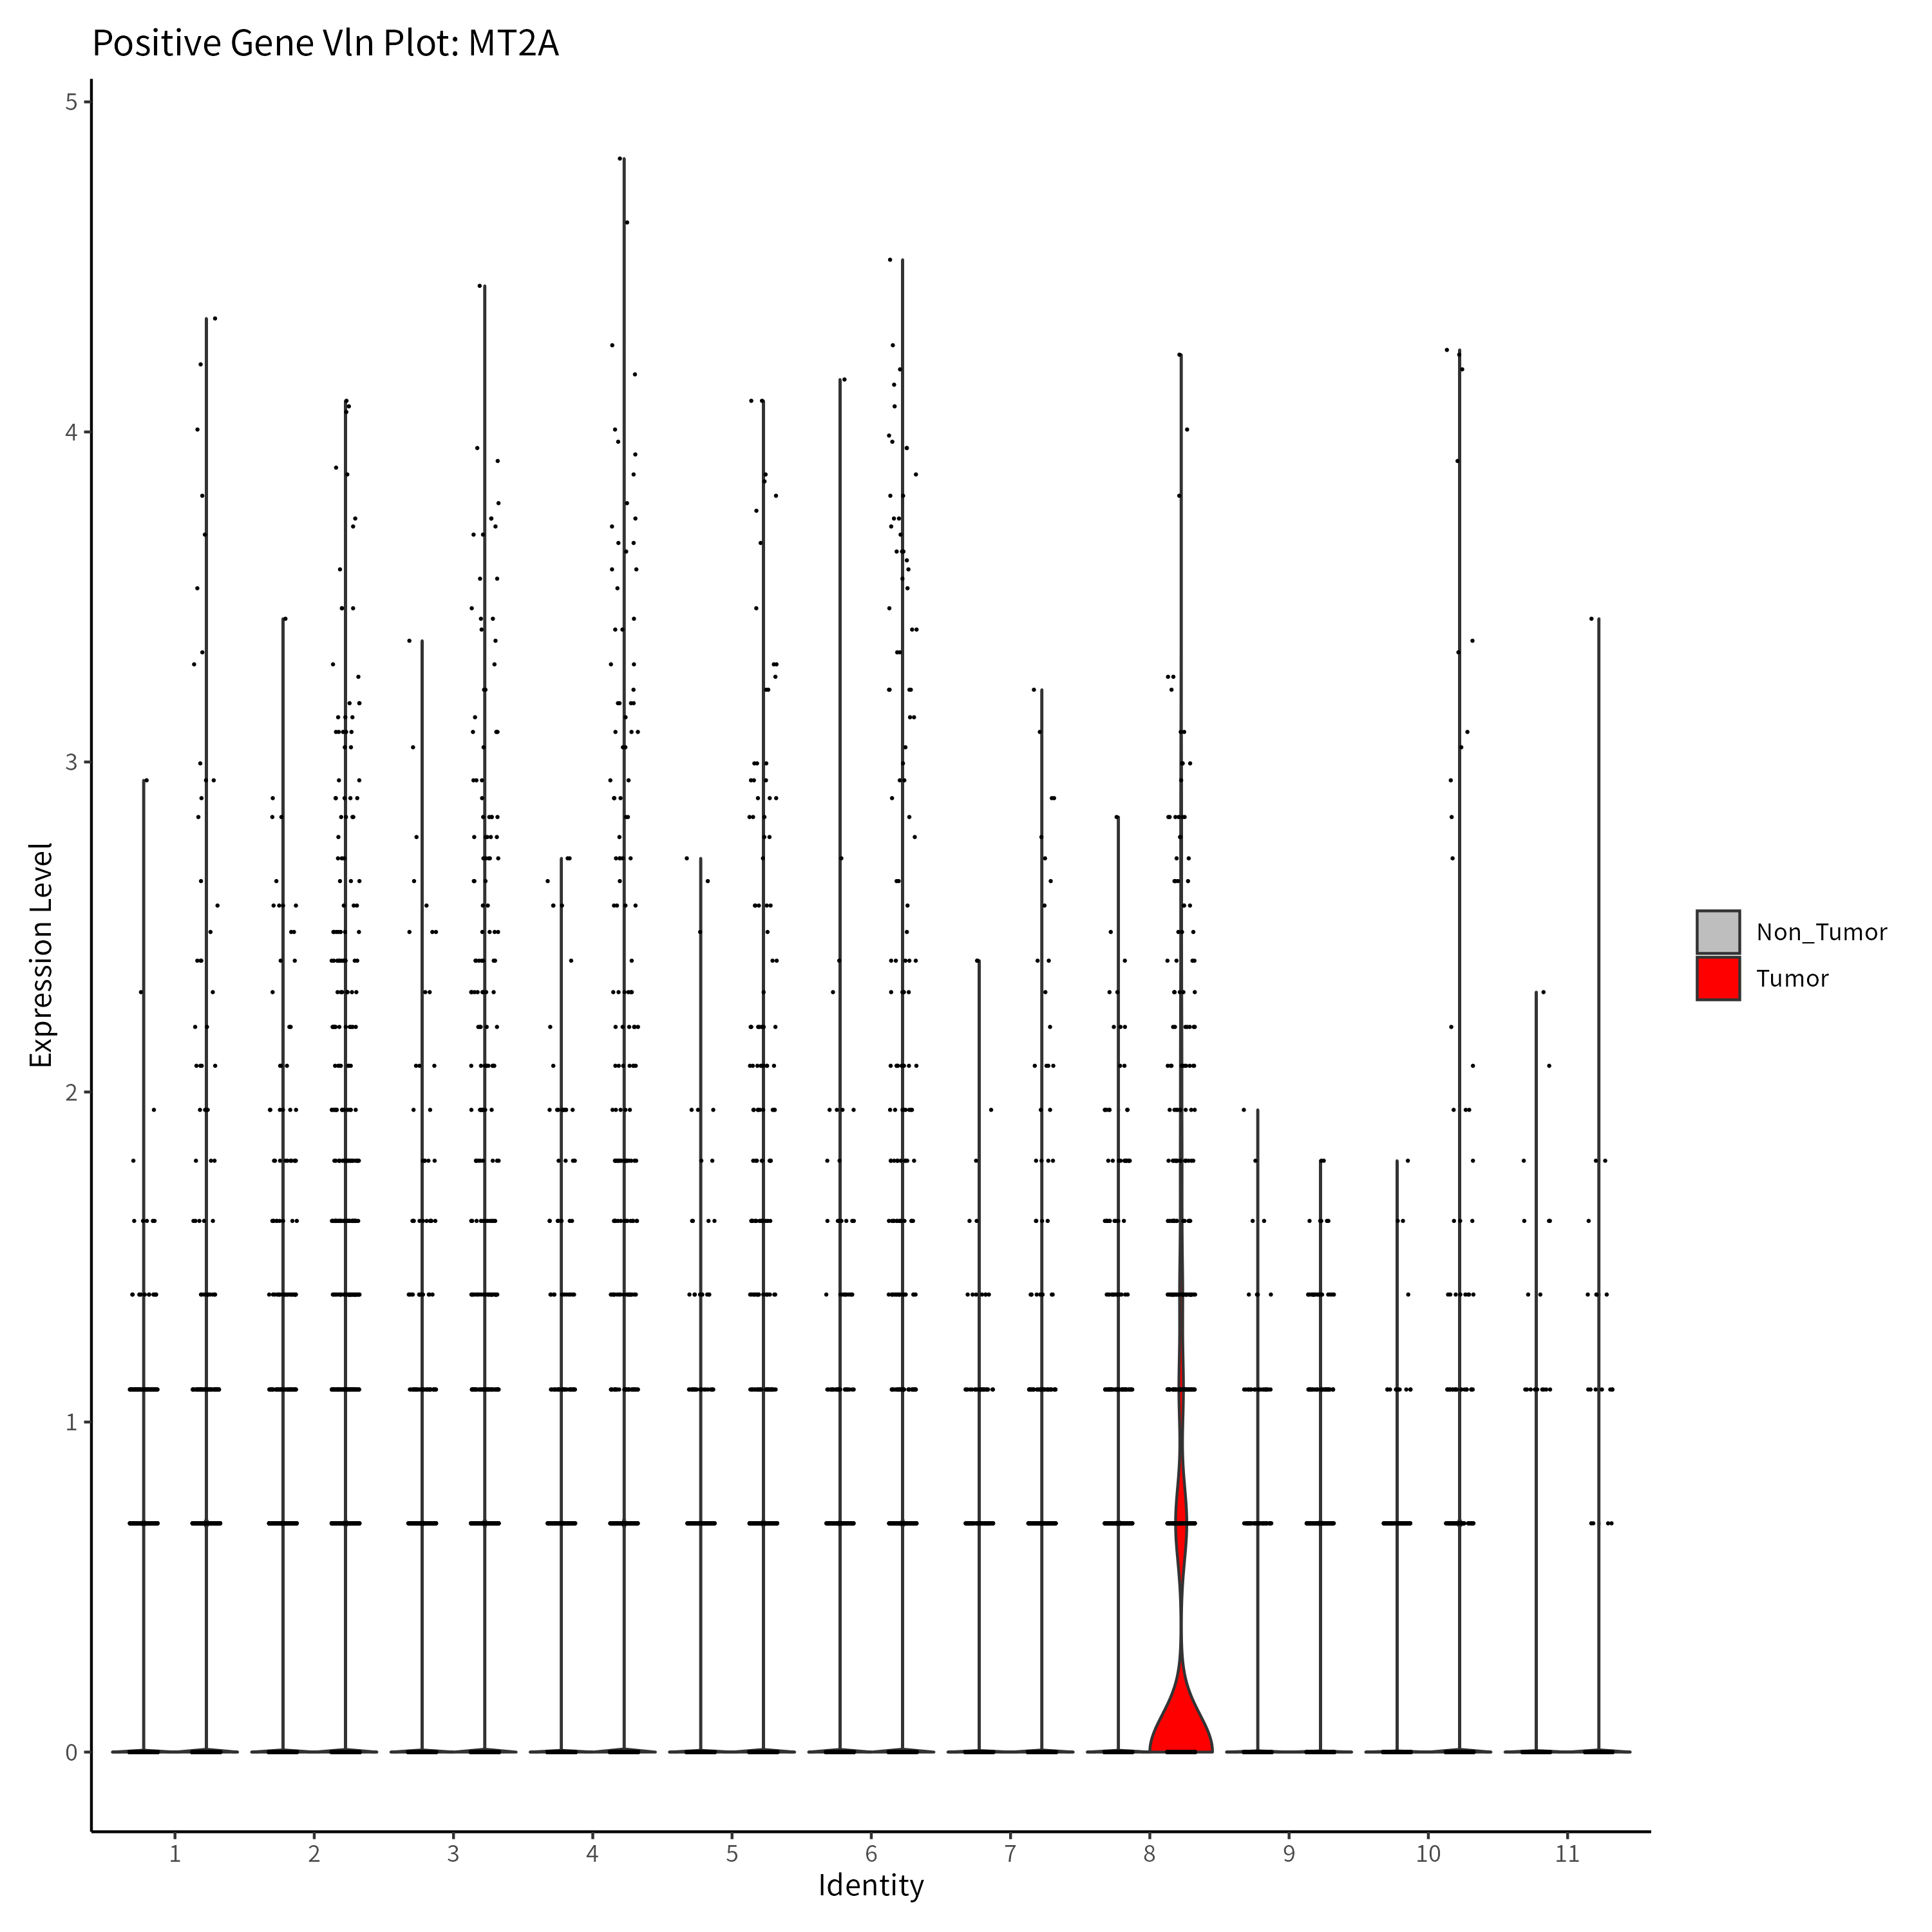 Positive Gene Vln Plot: MT2A
5
4
3
2
1
0
Expression Level
1 2 3 4 5 6 7 8 9 10 11
Identity
Non_Tumor
Tumor